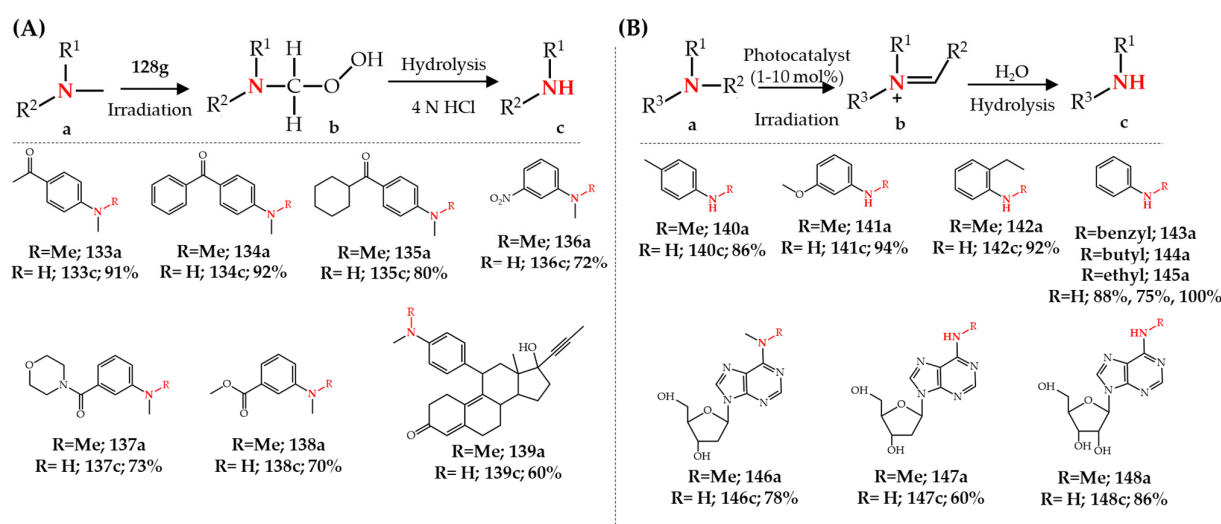 (A)
R¹
N
R²
a
128g
Irradiation
R¹
H
N
C
O
OH
R²
H
b
Hydrolysis
4 N HCl
R¹
NH
R²
c
O
N
R
R=Me; 133a
R= H; 133c; 91%
O
N
R
R=Me; 134a
R= H; 134c; 92%
O
N
R
R=Me; 135a
R= H; 135c; 80%
O₂N
N
R
R=Me; 136a
R= H; 136c; 72%
O
N
O
N
R
R=Me; 137a
R= H; 137c; 73%
O
O
N
R
R=Me; 138a
R= H; 138c; 70%
R
N
HO
O
R=Me; 139a
R= H; 139c; 60%
(B)
R¹
N
R²
R³
a
Photocatalyst
(1-10 mol%)
Irradiation
R¹
R²
N
+
R³
b
H₂O
Hydrolysis
R¹
NH
R³
c
N
H
R
R=Me; 140a
R= H; 140c; 86%
O
N
H
R
R=Me; 141a
R= H; 141c; 94%
N
H
R
R=Me; 142a
R= H; 142c; 92%
N
H
R
R=benzyl; 143a
R=butyl; 144a
R=ethyl; 145a
R=H; 88%, 75%, 100%
N
R
N
N
N
N
OH
O
OH
R=Me; 146a
R= H; 146c; 78%
HN
R
N
N
N
N
OH
O
OH
R=Me; 147a
R= H; 147c; 60%
HN
R
N
N
N
N
OH
O
OH OH
R=Me; 148a
R= H; 148c; 86%